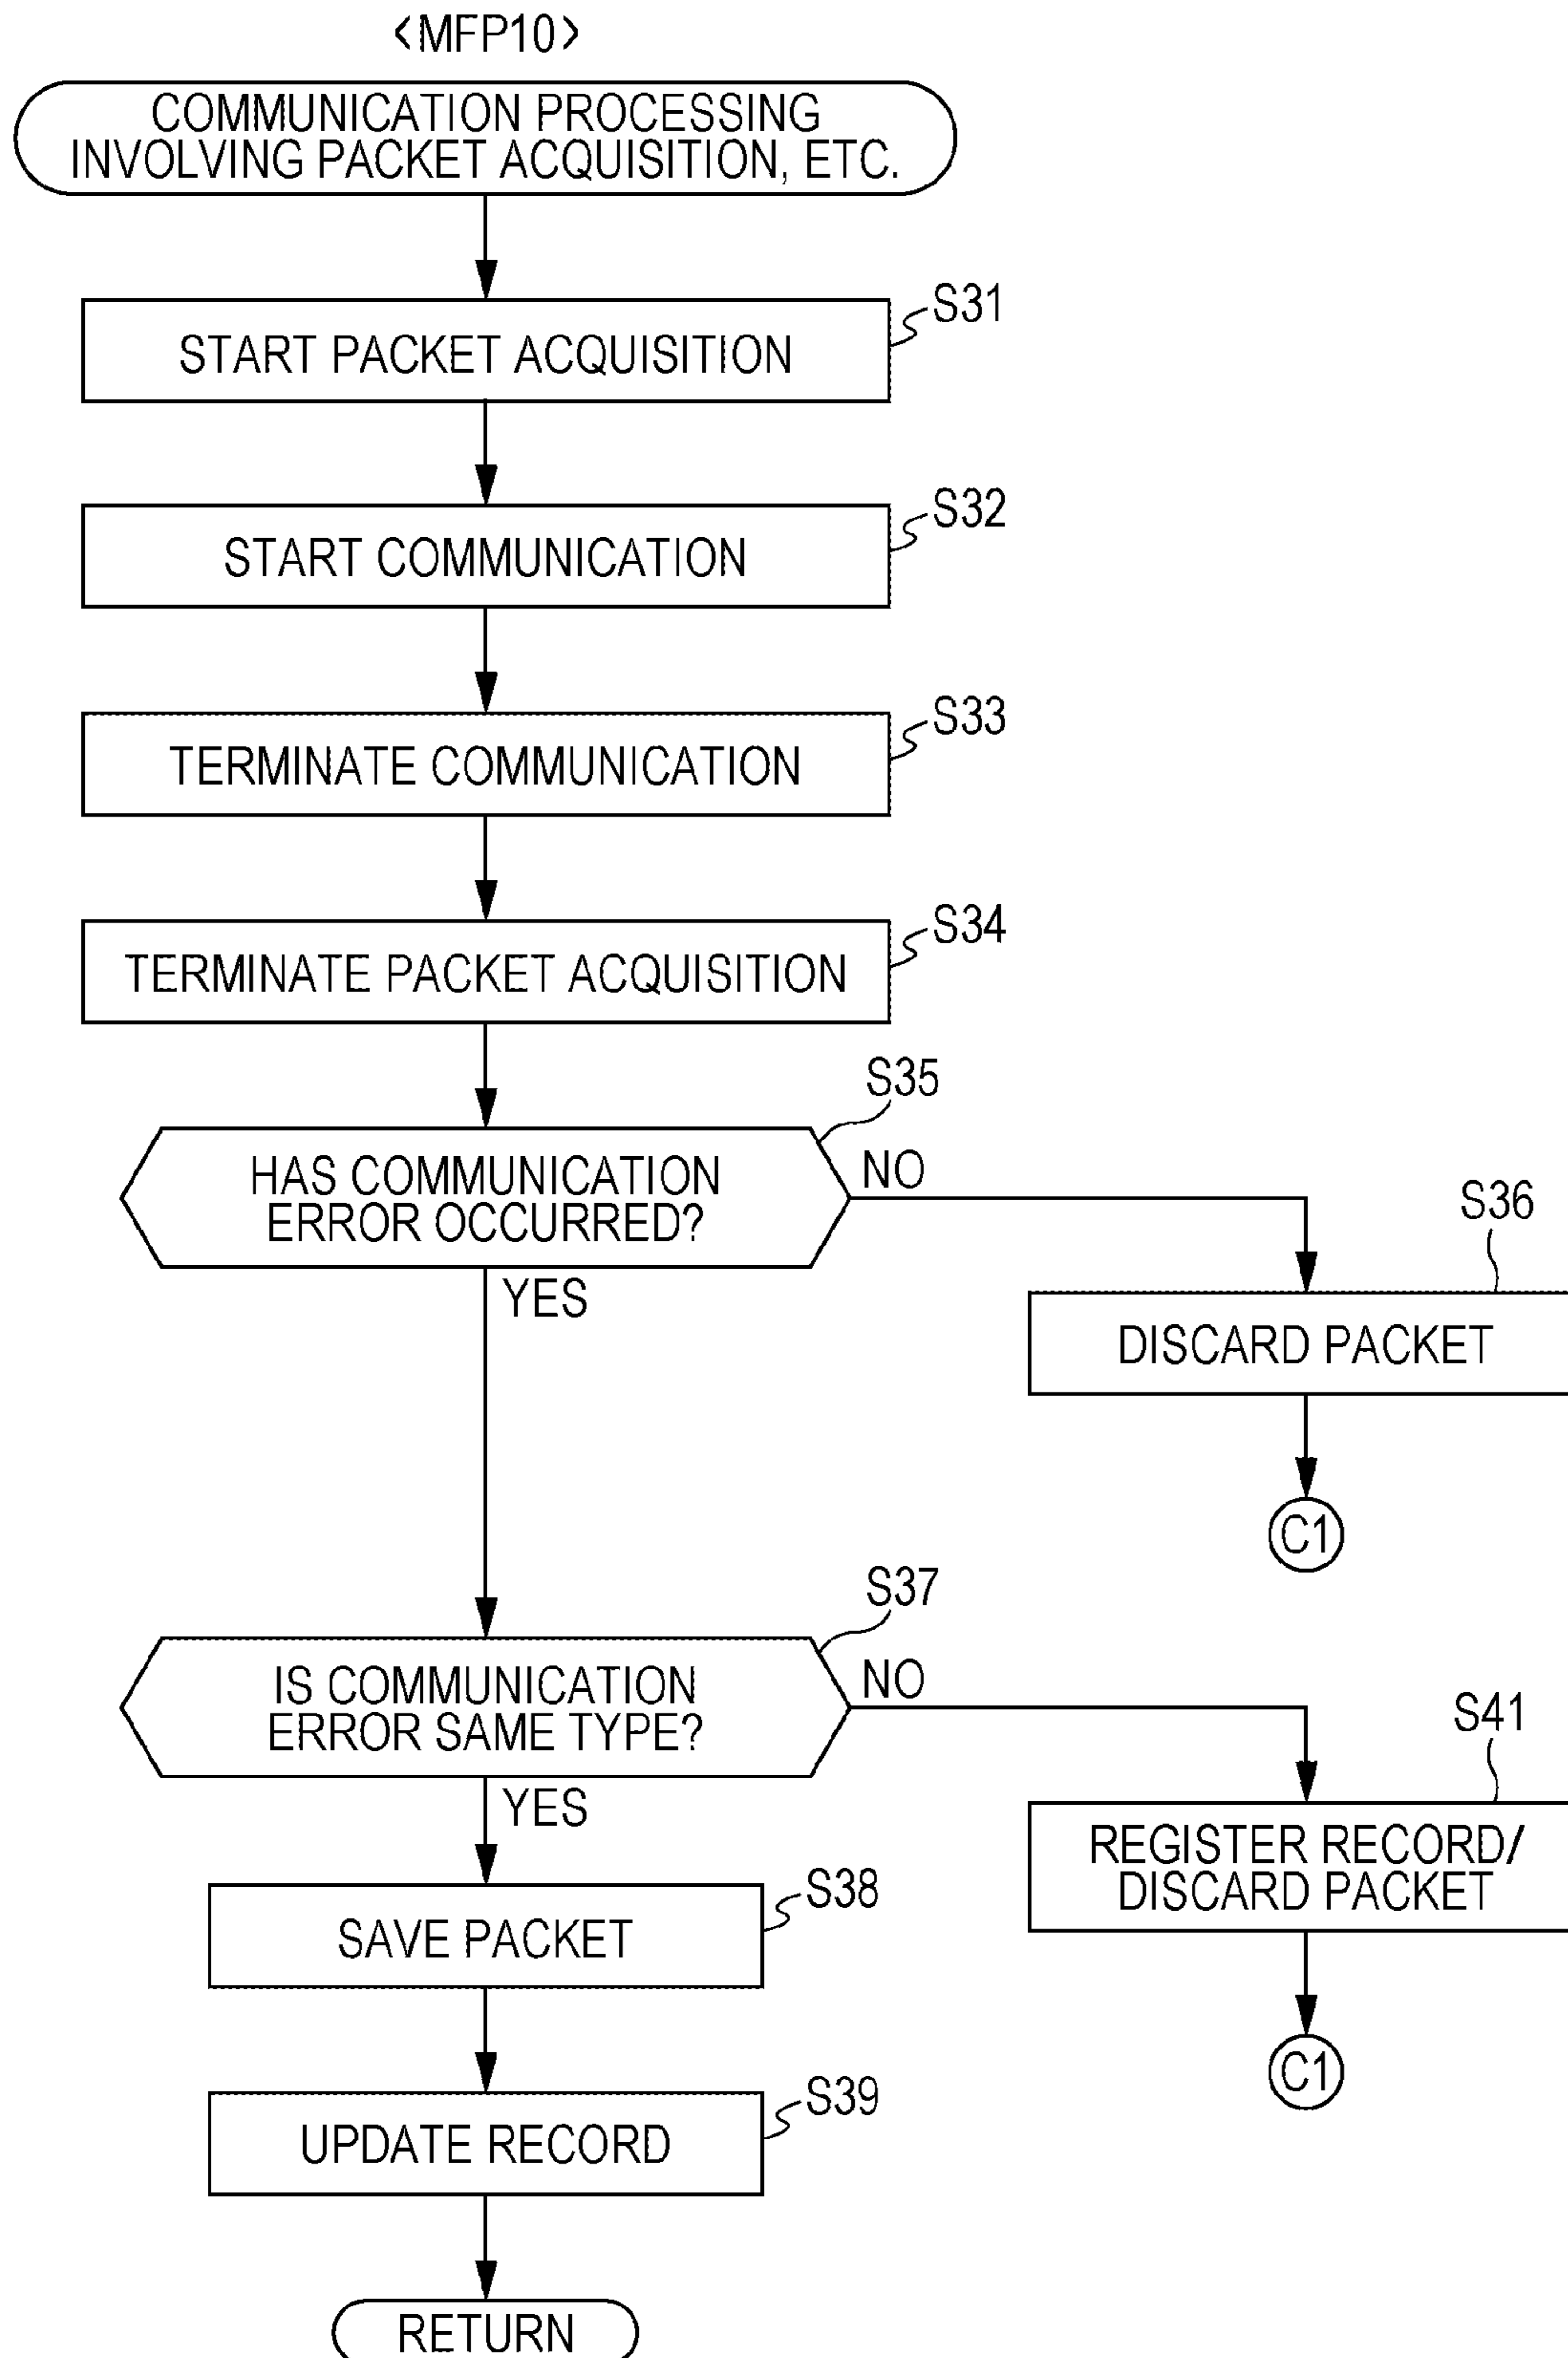 <MFP10>
COMMUNICATION PROCESSING
INVOLVING PACKET ACQUISITION, ETC.
S31
START PACKET ACQUISITION
S32
START COMMUNICATION
S33
TERMINATE COMMUNICATION
S34
TERMINATE PACKET ACQUISITION
S35
HAS COMMUNICATION
ERROR OCCURRED?
NO
YES
S36
DISCARD PACKET
C1
S37
IS COMMUNICATION
ERROR SAME TYPE?
NO
YES
S41
REGISTER RECORD/
DISCARD PACKET
C1
S38
SAVE PACKET
S39
UPDATE RECORD
RETURN